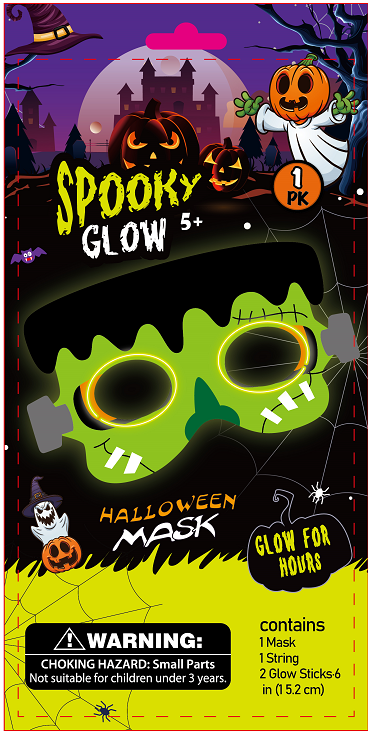 SPOOKY
GLOW 5+
1
PK
HALLOWEEN
MASK
GLOW FOR
HOURS
WARNING:
CHOKING HAZARD: Small Parts
Not suitable for children under 3 years.
contains
1 Mask
1 String
2 Glow Sticks·6
in (15.2 cm)